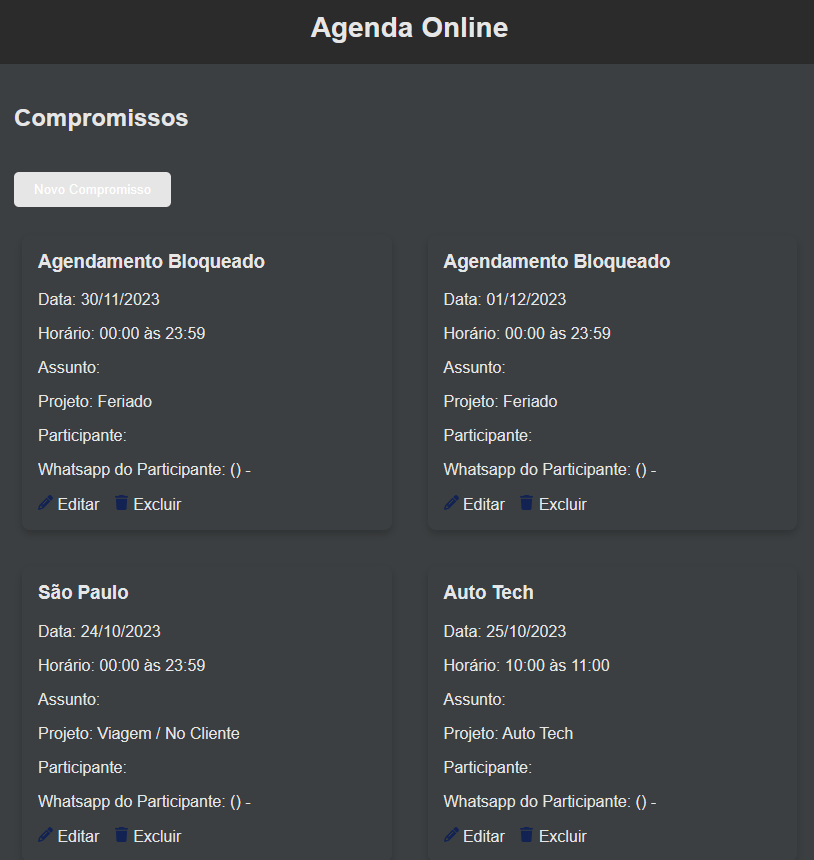 Agenda Online
Compromissos
Novo Compromisso
Agendamento Bloqueado
Data: 30/11/2023
Horário: 00:00 às 23:59
Assunto:
Projeto: Feriado
Participante:
Whatsapp do Participante: () -
Editar Excluir
Agendamento Bloqueado
Data: 01/12/2023
Horário: 00:00 às 23:59
Assunto:
Projeto: Feriado
Participante:
Whatsapp do Participante: () -
Editar Excluir
São Paulo
Data: 24/10/2023
Horário: 00:00 às 23:59
Assunto:
Projeto: Viagem / No Cliente
Participante:
Whatsapp do Participante: () -
Editar Excluir
Auto Tech
Data: 25/10/2023
Horário: 10:00 às 11:00
Assunto:
Projeto: Auto Tech
Participante:
Whatsapp do Participante: () -
Editar Excluir